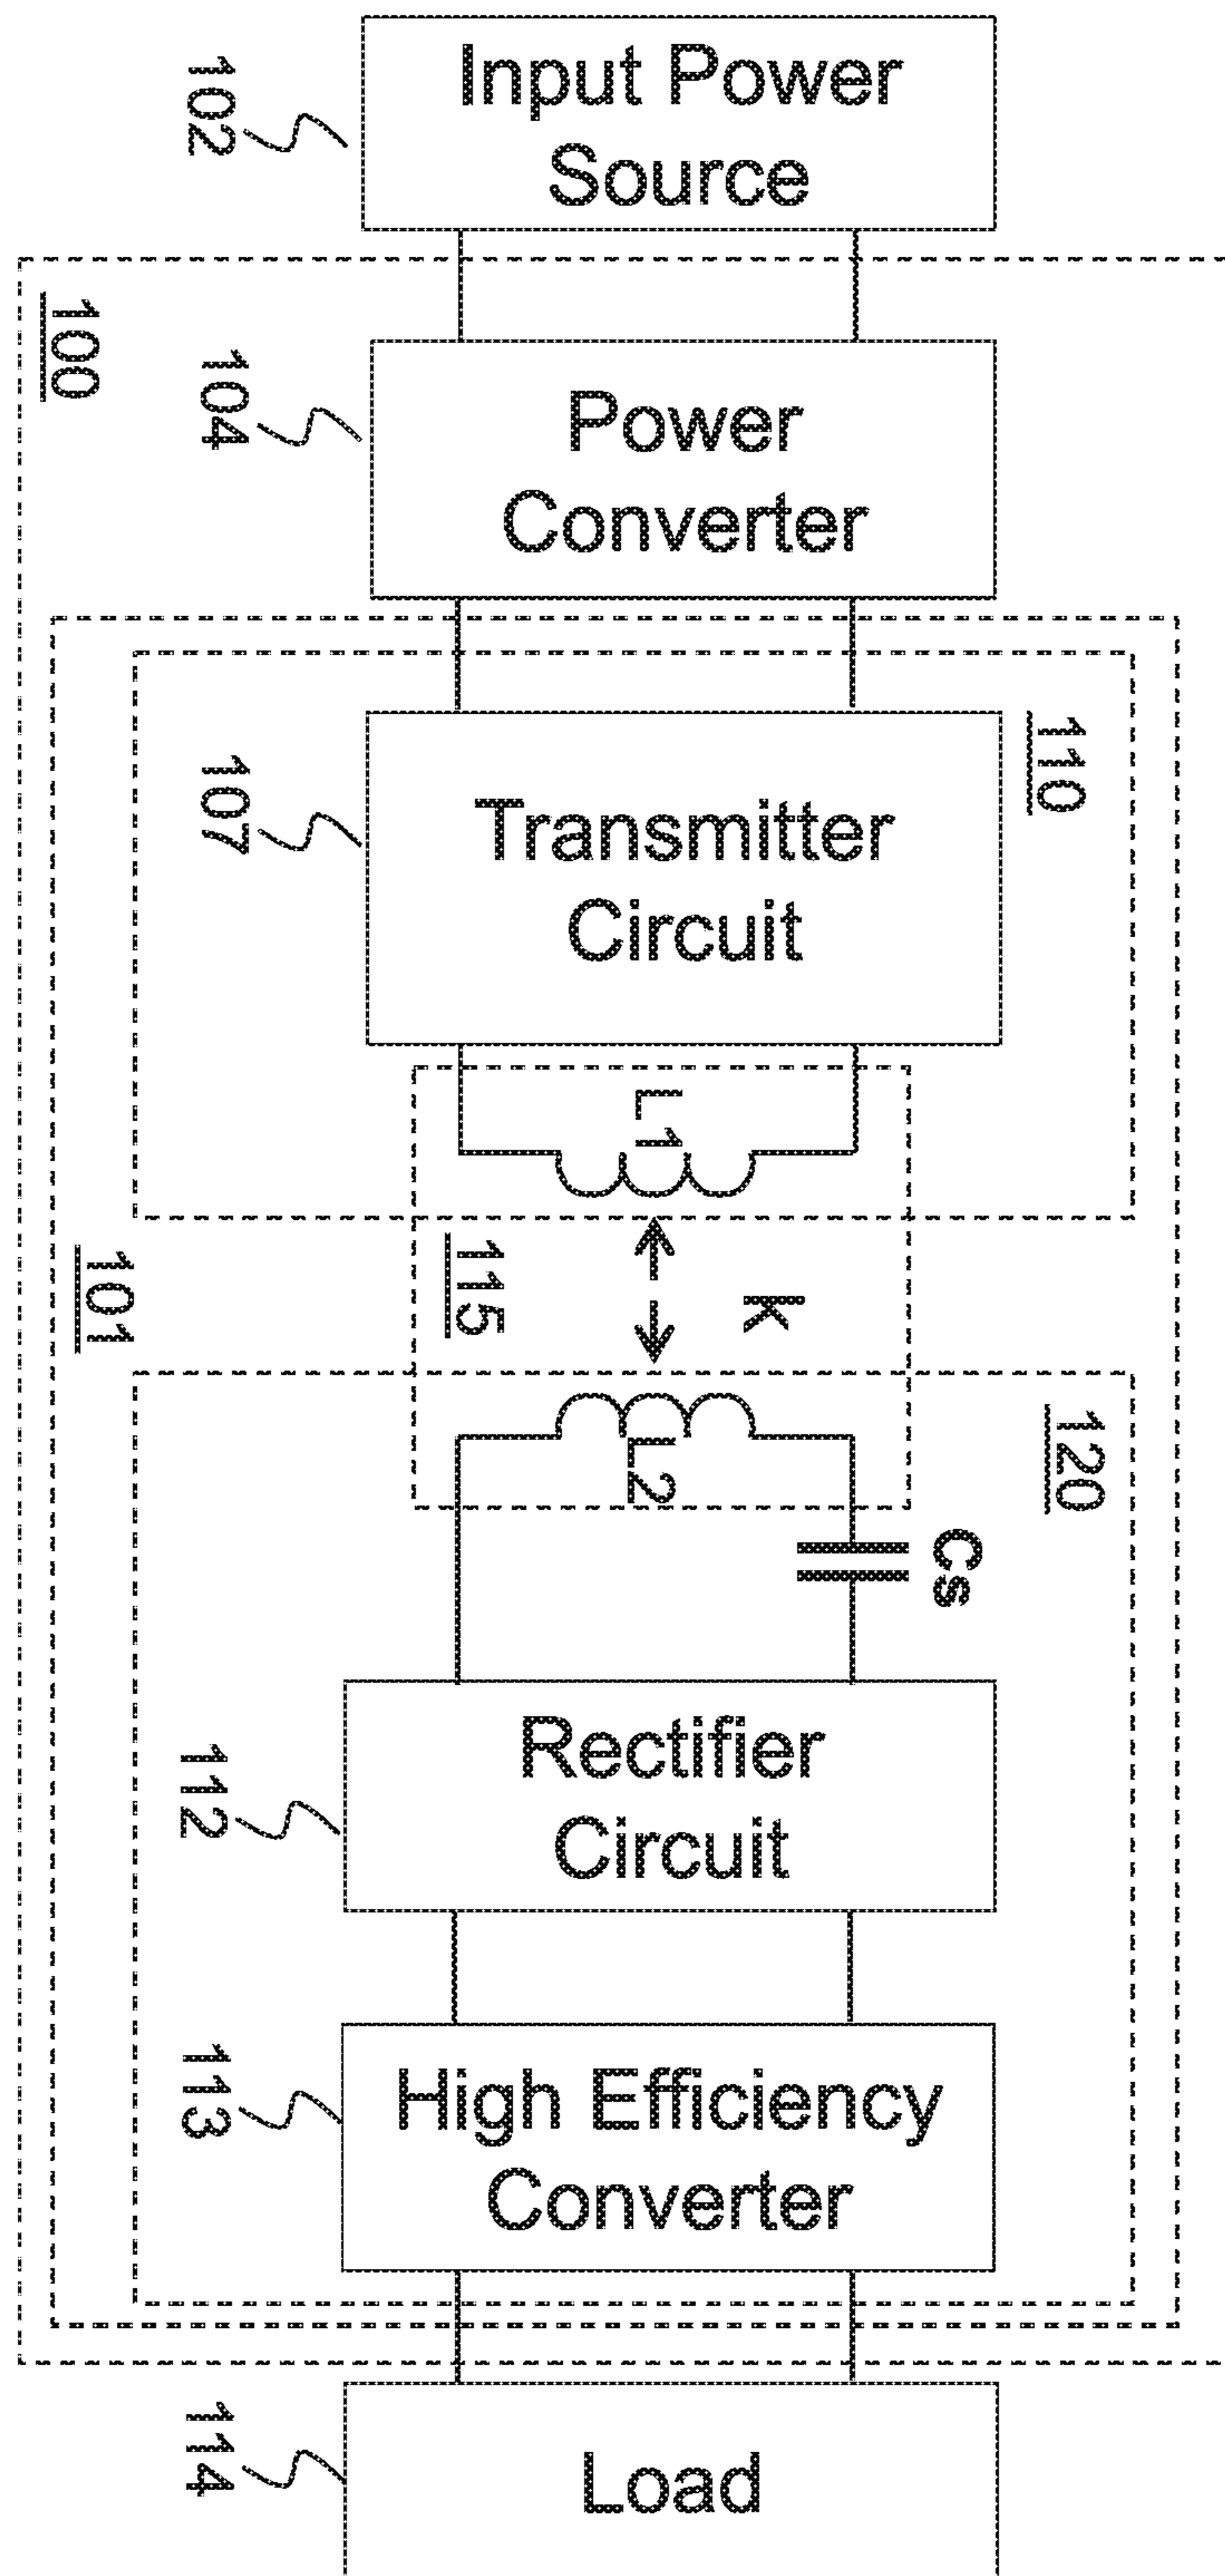 Input Power
Source
102
100
Power
Converter
104
110
Transmitter
Circuit
107
L1
115
k
101
L2
120
Cs
Rectifier
Circuit
112
High Efficiency
Converter
113
Load
114